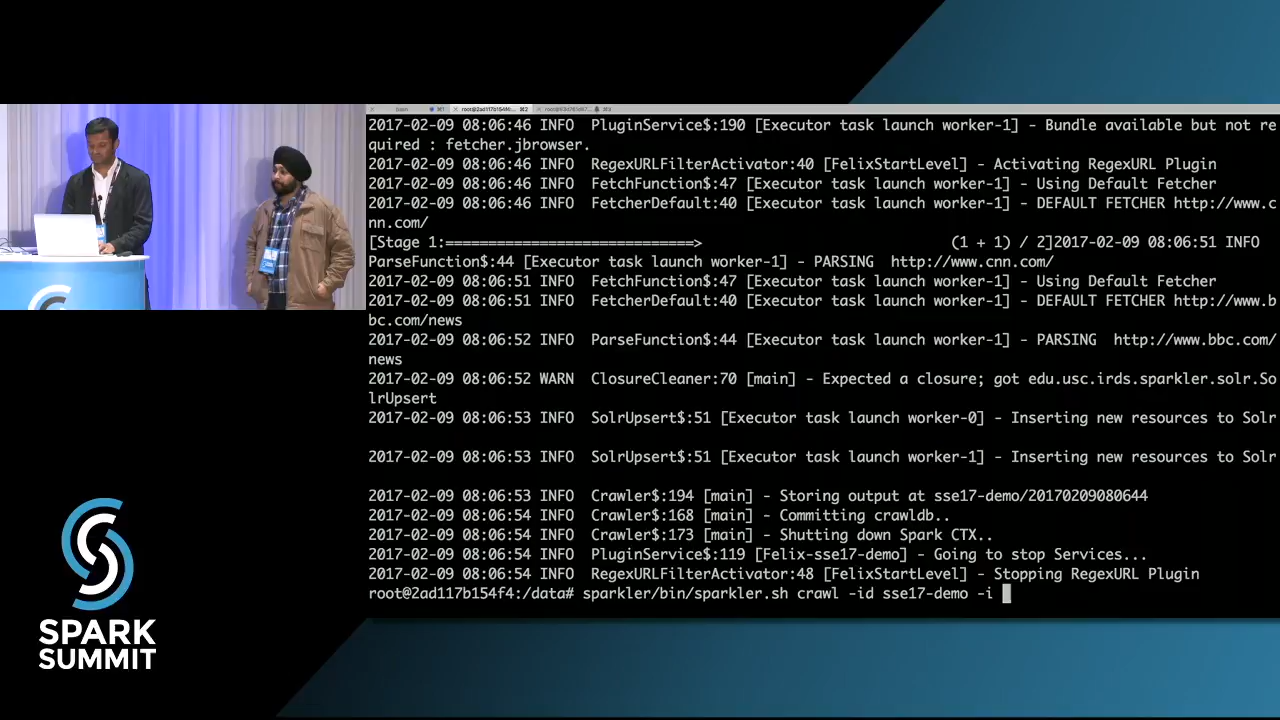 2017-02-09 08:06:46 INFO PluginService$:190 [Executor task launch worker-1] - Bundle available but not re
quired : fetcher.jbrowser.
2017-02-09 08:06:46 INFO RegexURLFilterActivator:40 [FelixStartLevel] - Activating RegexURL Plugin
2017-02-09 08:06:46 INFO FetchFunction$:47 [Executor task launch worker-1] - Using Default Fetcher
2017-02-09 08:06:46 INFO FetcherDefault:40 [Executor task launch worker-1] - DEFAULT FETCHER http://www.c
nn.com/
[Stage 1:=============================> (1 + 1) / 2]2017-02-09 08:06:51 INFO
ParseFunction$:44 [Executor task launch worker-1] - PARSING http://www.cnn.com/
2017-02-09 08:06:51 INFO FetchFunction$:47 [Executor task launch worker-1] - Using Default Fetcher
2017-02-09 08:06:51 INFO FetcherDefault:40 [Executor task launch worker-1] - DEFAULT FETCHER http://www.b
bc.com/news
2017-02-09 08:06:52 INFO ParseFunction$:44 [Executor task launch worker-1] - PARSING http://www.bbc.com/
news
2017-02-09 08:06:52 WARN ClosureCleaner:70 [main] - Expected a closure; got edu.usc.irds.sparkler.solr.So
lrUpsert
2017-02-09 08:06:53 INFO SolrUpsert$:51 [Executor task launch worker-0] - Inserting new resources to Solr
2017-02-09 08:06:53 INFO SolrUpsert$:51 [Executor task launch worker-1] - Inserting new resources to Solr
2017-02-09 08:06:53 INFO Crawler$:194 [main] - Storing output at sse17-demo/20170209080644
2017-02-09 08:06:54 INFO Crawler$:168 [main] - Committing crawldb..
2017-02-09 08:06:54 INFO Crawler$:173 [main] - Shutting down Spark CTX..
2017-02-09 08:06:54 INFO PluginService$:119 [Felix-sse17-demo] - Going to stop Services...
2017-02-09 08:06:54 INFO RegexURLFilterActivator:48 [FelixStartLevel] - Stopping RegexURL Plugin
root@2ad117b154f4:/data# sparkler/bin/sparkler.sh crawl -id sse17-demo -i
SPARK
SUMMIT